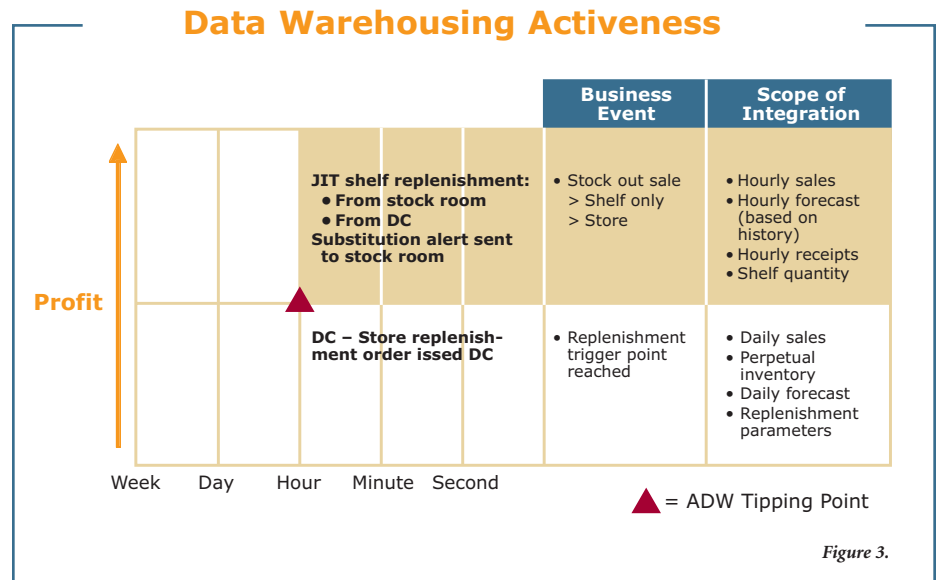 Data Warehousing Activeness
Business
Event
Scope of
Integration
JIT shelf replenishment:
• From stock room
• From DC
Substitution alert sent
to stock room
• Stock out sale
> Shelf only
> Store
• Hourly sales
• Hourly forecast
(based on
history)
• Hourly receipts
• Shelf quantity
Profit
DC – Store replenish-
ment order issed DC
• Replenishment
trigger point
reached
• Daily sales
• Perpetual
inventory
• Daily forecast
• Replenishment
parameters
Week Day Hour Minute Second
= ADW Tipping Point
Figure 3.